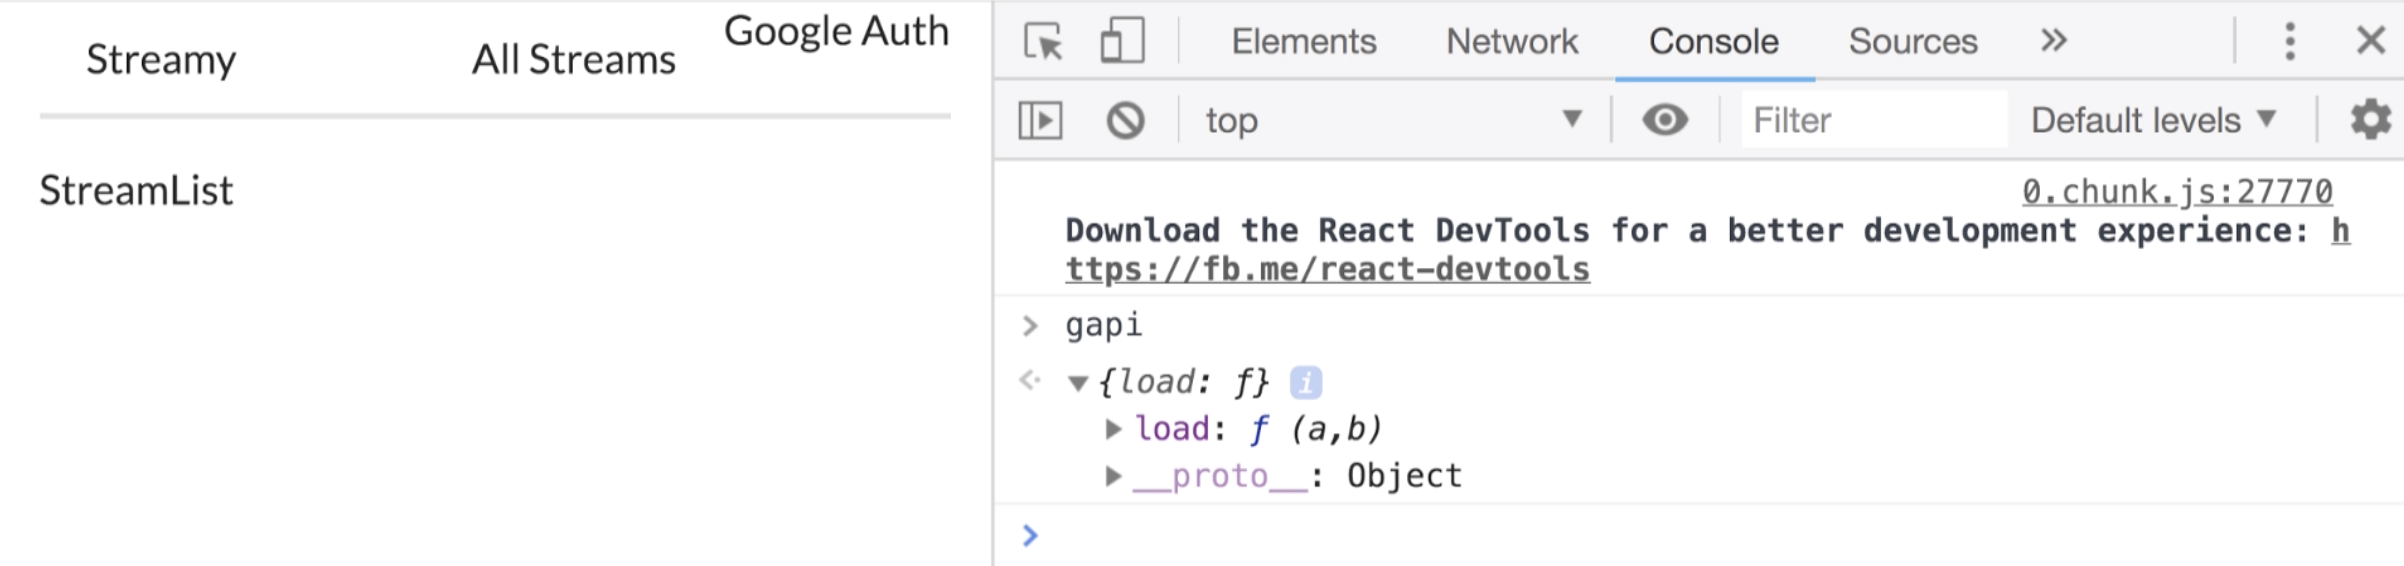 Streamy
All Streams
Google Auth
StreamList
Elements Network Console Sources »
top
Filter
Default levels ▼
0.chunk.js:27770
Download the React DevTools for a better development experience: h
ttps://fb.me/react-devtools
> gapi
<· ▼{load: ƒ} i
▶load: ƒ (a,b)
▶__proto__: Object
>